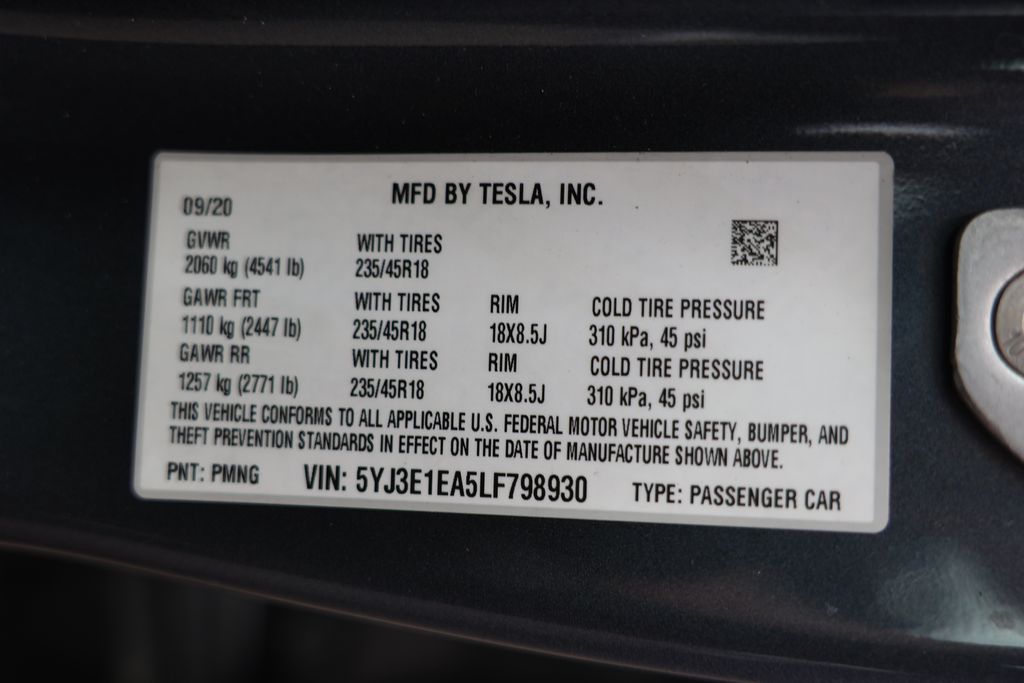 MFD BY TESLA, INC.
09/20
GVWR WITH TIRES
2060 kg (4541 lb) 235/45R18
GAWR FRT WITH TIRES RIM COLD TIRE PRESSURE
1110 kg (2447 lb) 235/45R18 18X8.5J 310 kPa, 45 psi
GAWR RR WITH TIRES RIM COLD TIRE PRESSURE
1257 kg (2771 lb) 235/45R18 18X8.5J 310 kPa, 45 psi
THIS VEHICLE CONFORMS TO ALL APPLICABLE U.S. FEDERAL MOTOR VEHICLE SAFETY, BUMPER, AND
THEFT PREVENTION STANDARDS IN EFFECT ON THE DATE OF MANUFACTURE SHOWN ABOVE.
PNT: PMNG VIN: 5YJ3E1EA5LF798930 TYPE: PASSENGER CAR